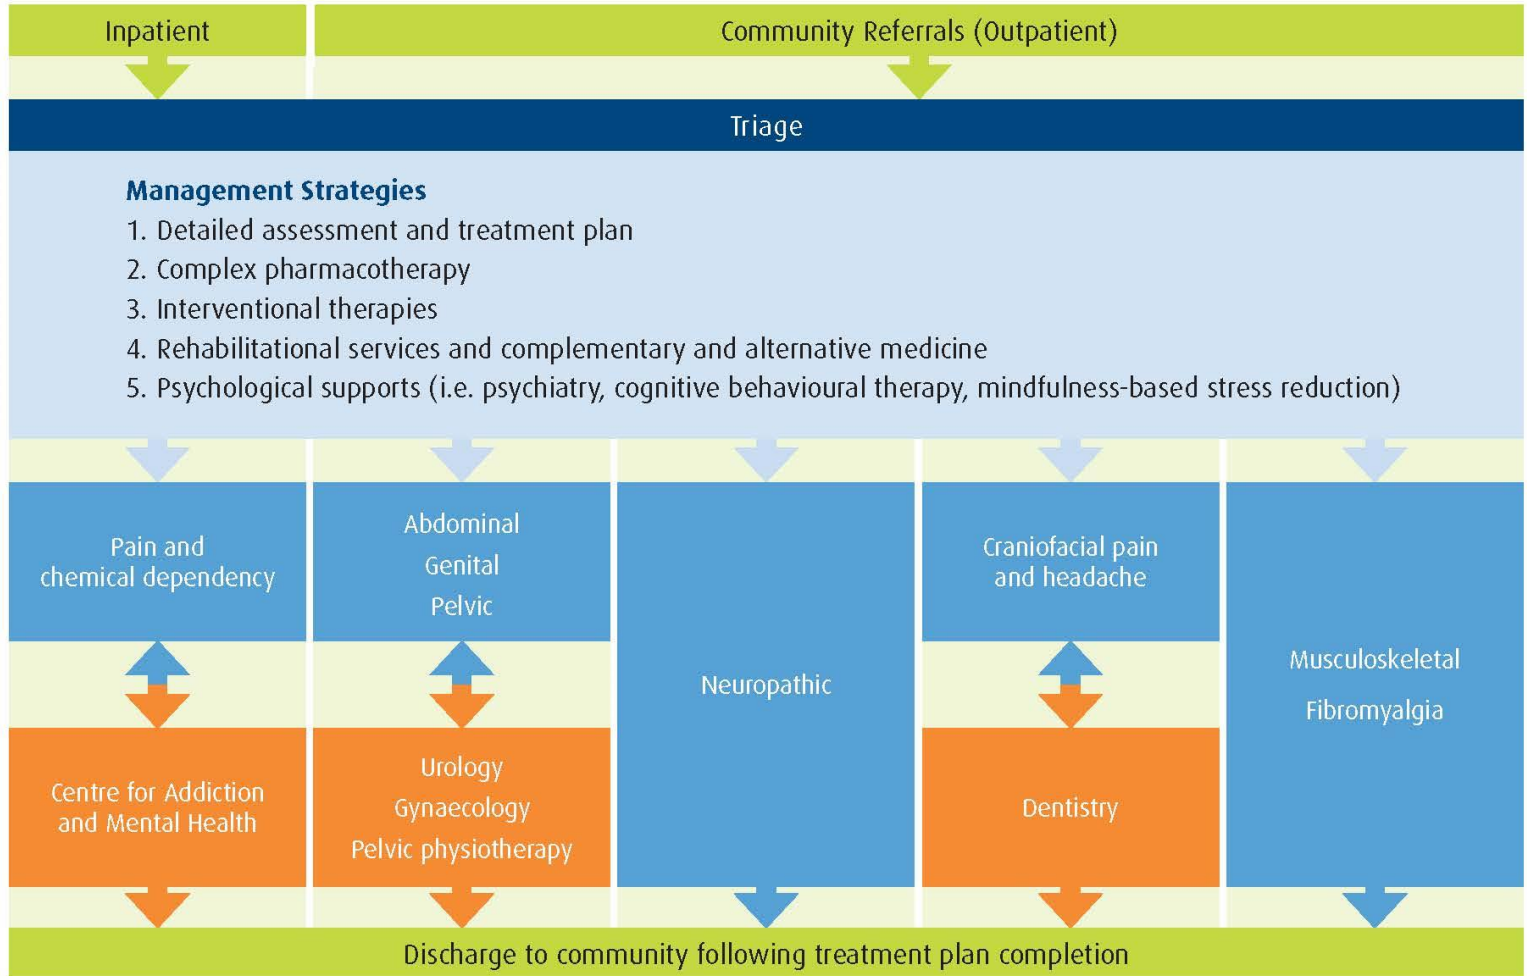 Inpatient
Community Referrals (Outpatient)
Triage
Management Strategies
1. Detailed assessment and treatment plan
2. Complex pharmacotherapy
3. Interventional therapies
4. Rehabilitational services and complementary and alternative medicine
5. Psychological supports (i.e. psychiatry, cognitive behavioural therapy, mindfulness-based stress reduction)
Pain and
chemical dependency
Abdominal
Genital
Pelvic
Neuropathic
Craniofacial pain
and headache
Musculoskeletal
Fibromyalgia
Centre for Addiction
and Mental Health
Urology
Gynaecology
Pelvic physiotherapy
Dentistry
Discharge to community following treatment plan completion